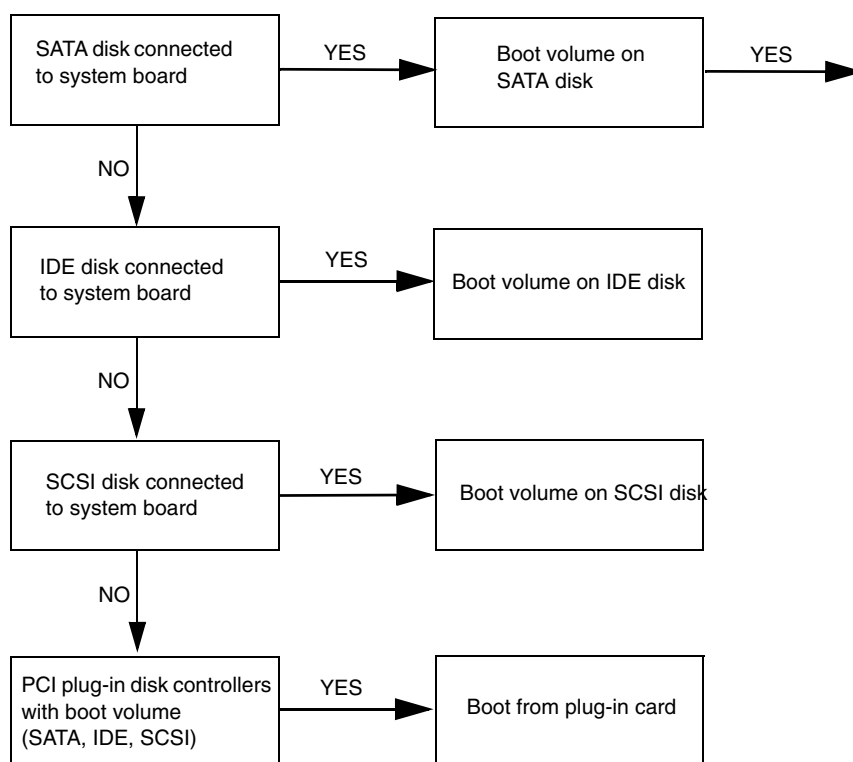 SATA disk connected
to system board
YES
Boot volume on
SATA disk
YES
NO
IDE disk connected
to system board
YES
Boot volume on IDE disk
NO
SCSI disk connected
to system board
YES
Boot volume on SCSI disk
NO
PCI plug-in disk controllers
with boot volume
(SATA, IDE, SCSI)
YES
Boot from plug-in card